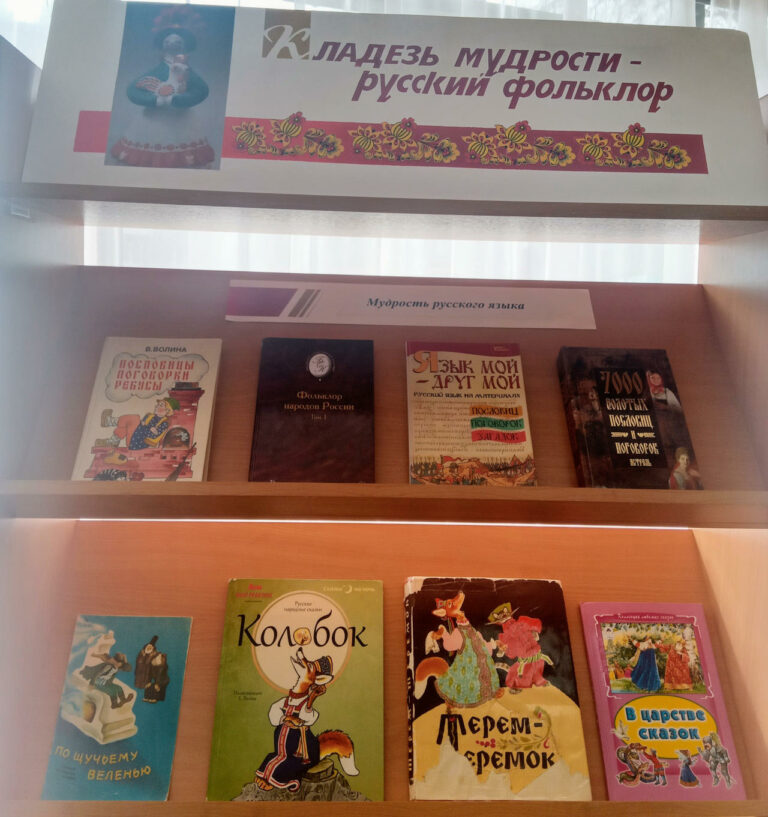 Кладезь мудрости -
русский фольклор
Мудрость русского языка
В. ВОЛИНА
ПОСЛОВИЦЫ
ПОГОВОРКИ
РЕБУСЫ
Фольклор
народов России
Том 1
Язык мой
- друг мой
РУССКИЙ ЯЗЫК НА МАТЕРИАЛЕ
ПОСЛОВИЦ
ПОГОВОРОК
ЗАГАДОК
7000
ЗОЛОТЫХ
ПОСЛОВИЦ
И
ПОГОВОРОК
ПО ЩУЧЬЕМУ
ВЕЛЕНЬЮ
Русские
народные сказки
Колобок
Терем-
теремок
В царстве
сказок